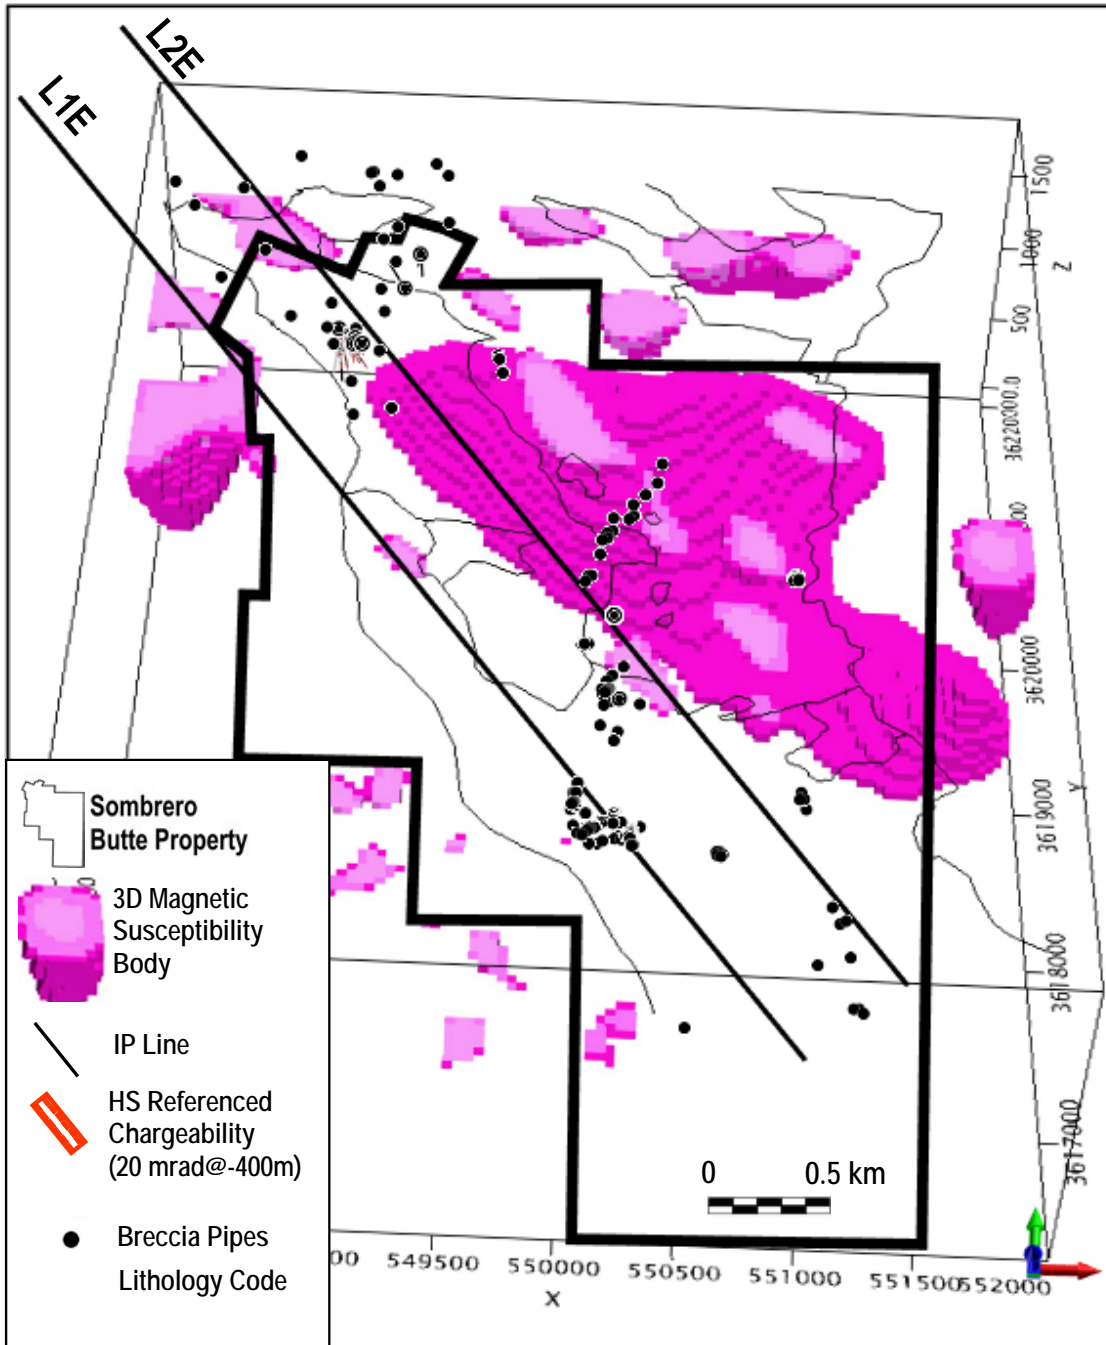 L2E
L1E
1500
1000
Z
500
3622000.0
00
3620000
Y
3619000
3618000
3617000
Sombrero
Butte Property
3D Magnetic
Susceptibility
Body
IP Line
HS Referenced
Chargeability
(20 mrad@-400m)
Breccia Pipes
Lithology Code
0 0.5 km
00 549500 550000 550500 551000 551500 552000
X